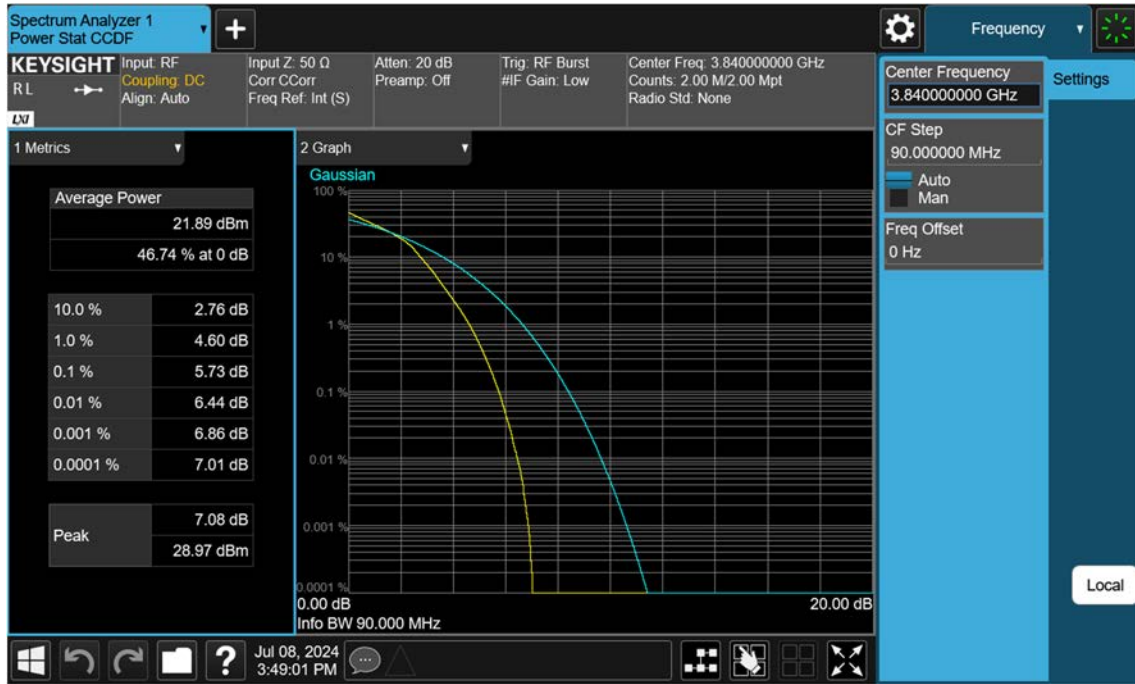 Spectrum Analyzer 1
Power Stat CCDF
+
Frequency
KEYSIGHT
RL
LXI
Input: RF
Coupling: DC
Align: Auto
Input Z: 50 Ω
Corr CCorr
Freq Ref: Int (S)
Atten: 20 dB
Preamp: Off
Trig: RF Burst
#IF Gain: Low
Center Freq: 3.840000000 GHz
Counts: 2.00 M/2.00 Mpt
Radio Std: None
Center Frequency
3.840000000 GHz
Settings
CF Step
90.000000 MHz
Auto
Man
Freq Offset
0 Hz
1 Metrics
Average Power
21.89 dBm
46.74 % at 0 dB
10.0 % 2.76 dB
1.0 % 4.60 dB
0.1 % 5.73 dB
0.01 % 6.44 dB
0.001 % 6.86 dB
0.0001 % 7.01 dB
Peak
7.08 dB
28.97 dBm
2 Graph
Gaussian
100 %
10 %
1 %
0.1 %
0.01 %
0.001 %
0.0001 %
0.00 dB 20.00 dB
Info BW 90.000 MHz
Local
?
Jul 08, 2024
3:49:01 PM